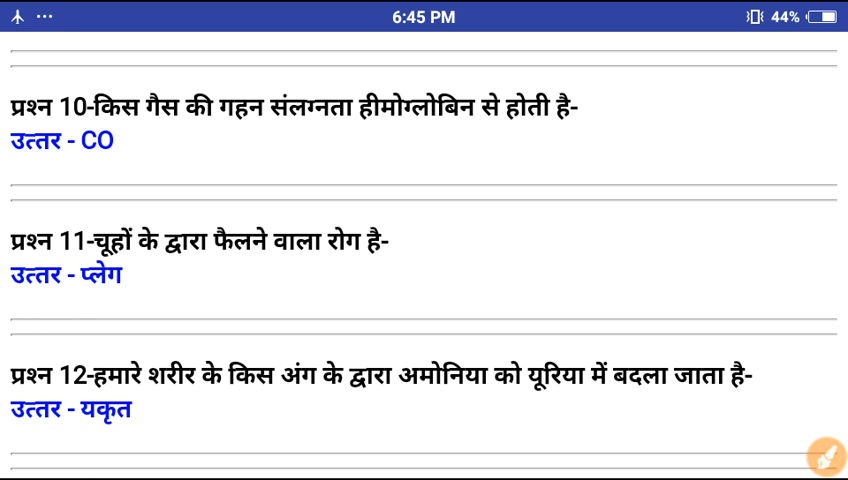 6:45 PM
44%
प्रश्न 10-किस गैस की गहन संलग्नता हीमोग्लोबिन से होती है-
उत्तर - CO
प्रश्न 11-चूहों के द्वारा फैलने वाला रोग है-
उत्तर - प्लेग
प्रश्न 12-हमारे शरीर के किस अंग के द्वारा अमोनिया को यूरिया में बदला जाता है-
उत्तर - यकृत